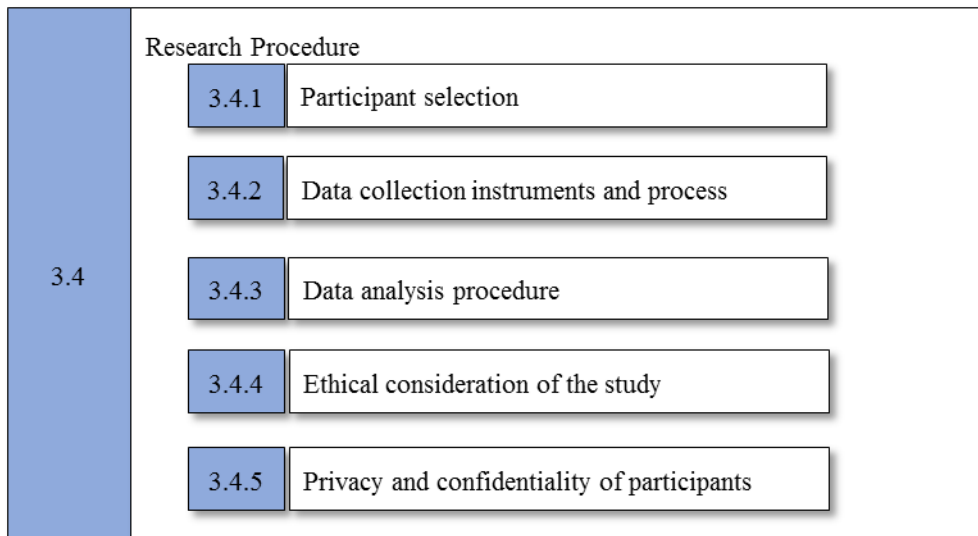 Research Procedure
3.4.1 Participant selection
3.4.2 Data collection instruments and process
3.4
3.4.3 Data analysis procedure
3.4.4 Ethical consideration of the study
3.4.5 Privacy and confidentiality of participants